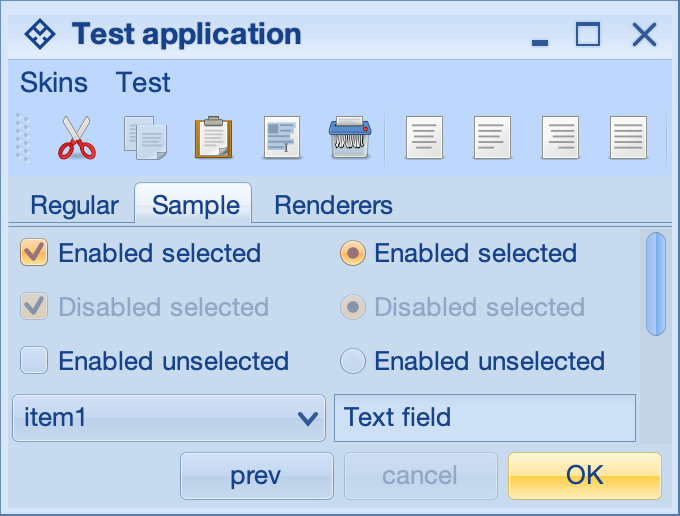 Test application
Skins Test
Regular Sample Renderers
Enabled selected Enabled selected
Disabled selected Disabled selected
Enabled unselected Enabled unselected
item1 Text field
prev cancel OK